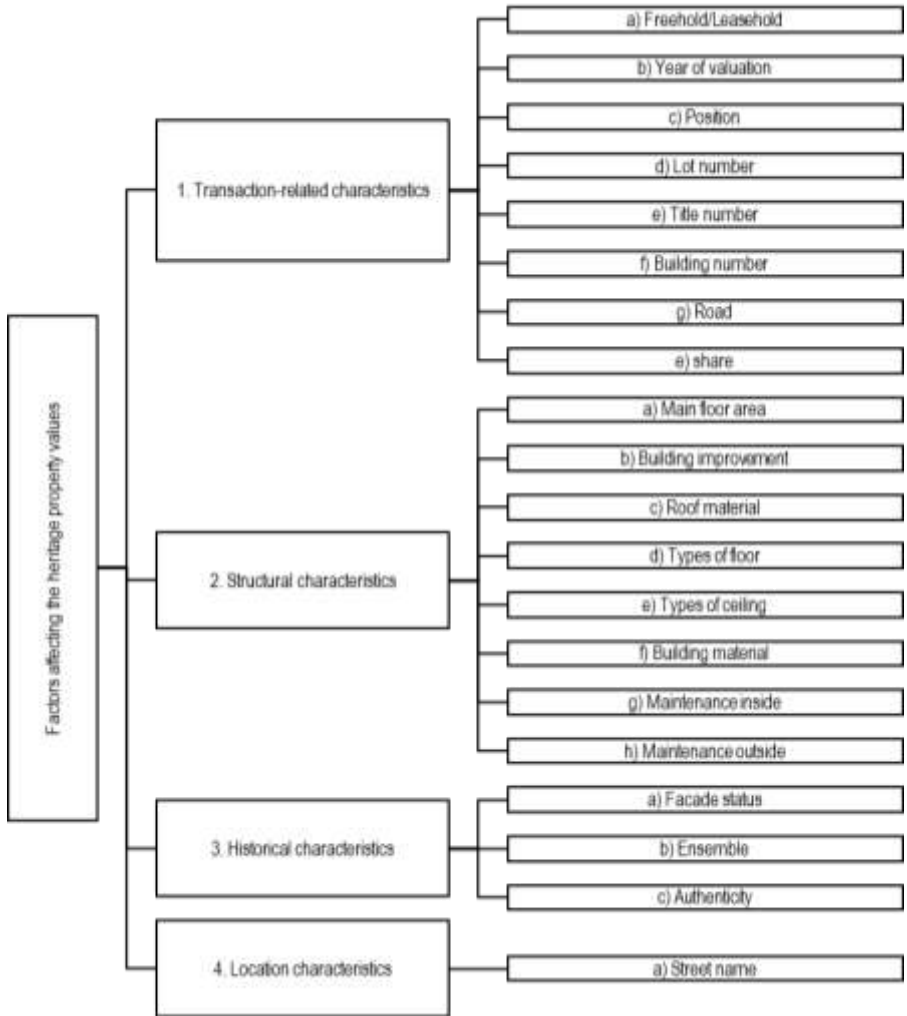 Factors affecting the heritage property values
1. Transaction-related characteristics
a) Freehold/Leasehold
b) Year of valuation
c) Position
d) Lot number
e) Title number
f) Building number
g) Road
e) share
2. Structural characteristics
a) Main floor area
b) Building improvement
c) Roof material
d) Types of floor
e) Types of ceiling
f) Building material
g) Maintenance inside
h) Maintenance outside
3. Historical characteristics
a) Facade status
b) Ensemble
c) Authenticity
4. Location characteristics
a) Street name